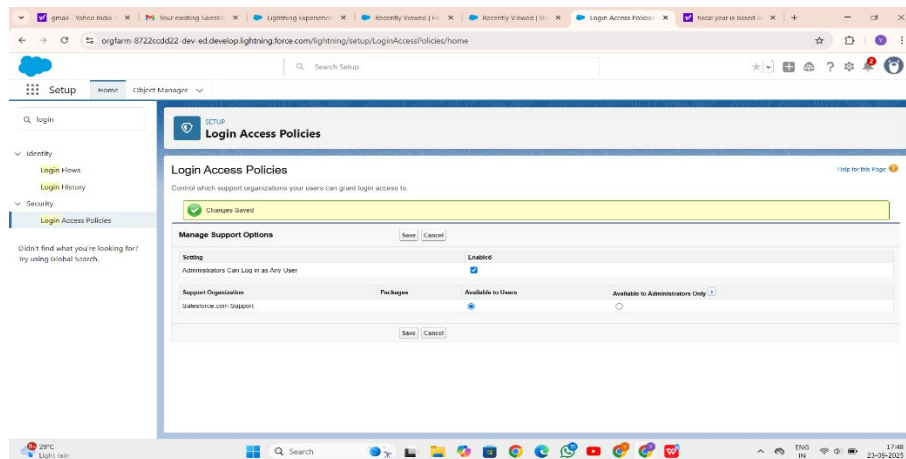 gmail - Yahoo India
Your existing Salesfo
Lightning Experience
Recently Viewed |
Recently Viewed |
Login Access Policies
fiscal year is based
orgfarm-8722ccdd22-dev-ed.develop.lightning.force.com/lightning/setup/LoginAccessPolicies/home
Search Setup
Setup Home Object Manager
login
SETUP
Login Access Policies
Identity
Login Flows
Login History
Security
Login Access Policies
Didn't find what you're looking for?
Try using Global Search.
Login Access Policies
Help for this Page
Control which support organizations your users can grant login access to.
Changes Saved
Manage Support Options Save Cancel
Setting Enabled
Administrators Can Log in as Any User
Support Organization Packages Available to Users Available to Administrators Only i
Salesforce.com Support
Save Cancel
29°C
Light rain
Search
ENG
IN
17:48
23-09-2025